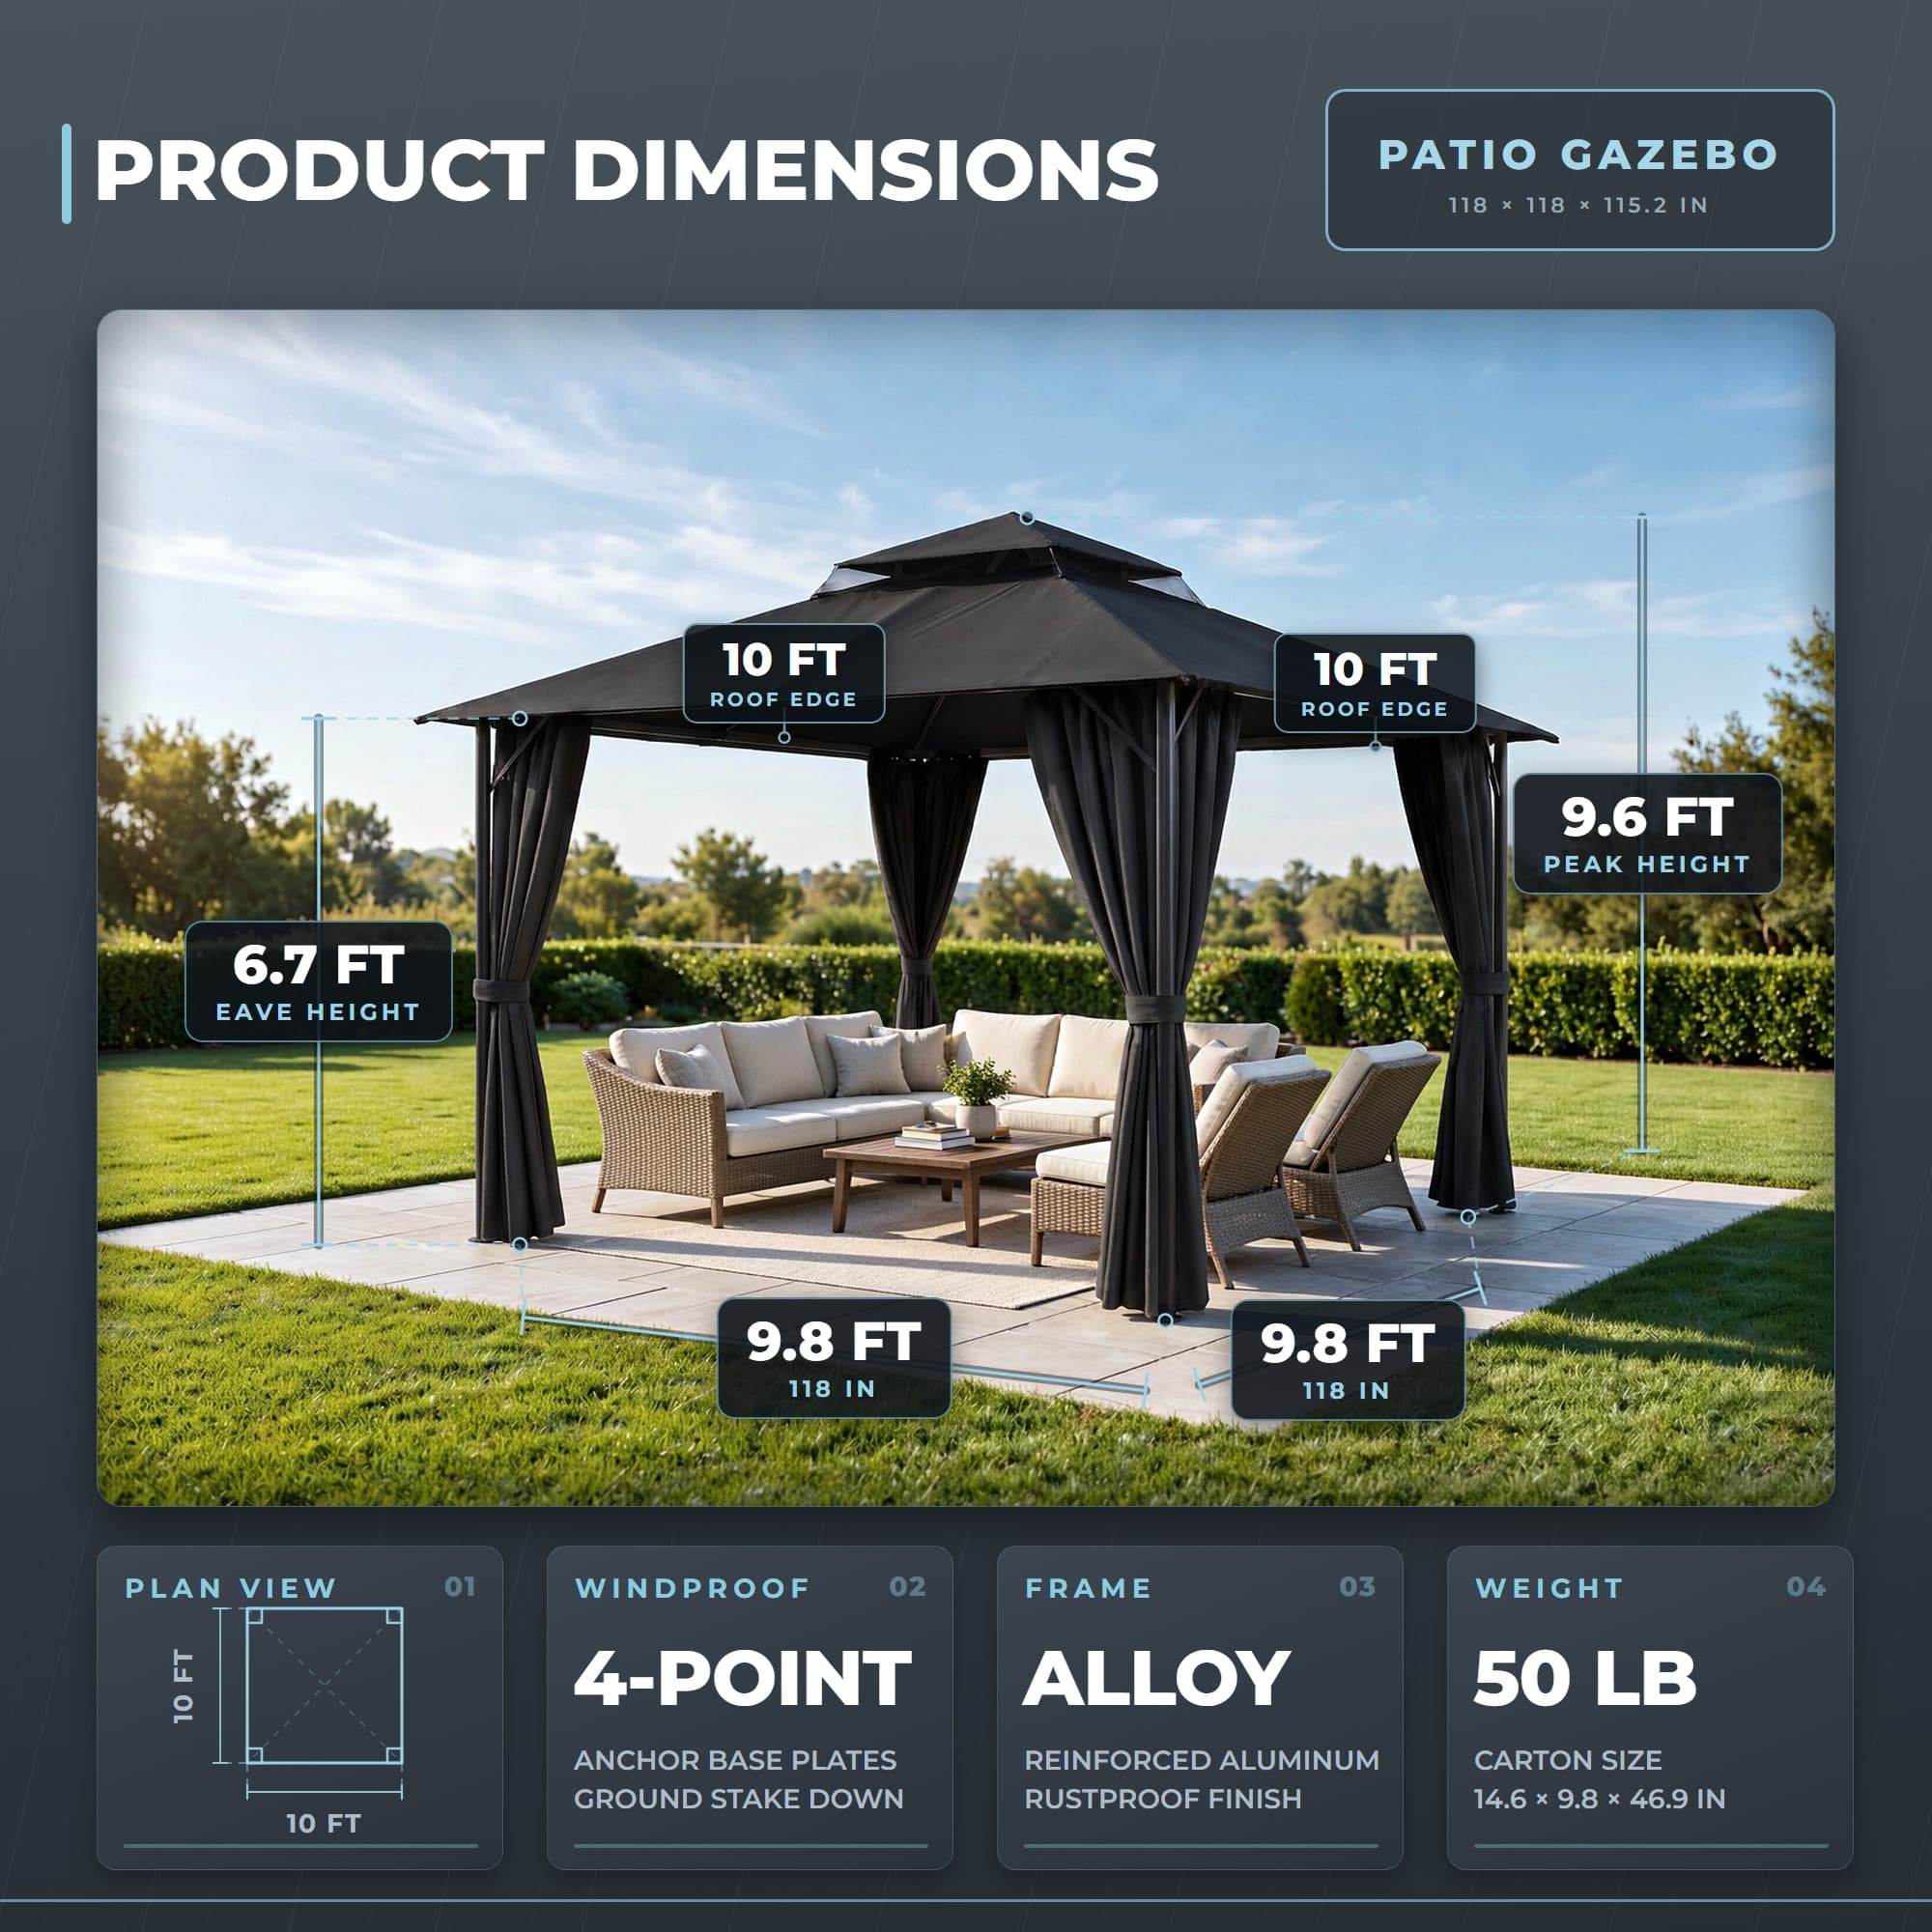 PRODUCT DIMENSIONS
PATIO GAZEBO
118 × 118 × 115.2 IN
10 FT
ROOF EDGE
10 FT
ROOF EDGE
9.6 FT
PEAK HEIGHT
6.7 FT
EAVE HEIGHT
9.8 FT
118 IN
9.8 FT
118 IN
PLAN VIEW 01
10 FT
10 FT
WINDPROOF 02
4-POINT
ANCHOR BASE PLATES
GROUND STAKE DOWN
FRAME 03
ALLOY
REINFORCED ALUMINUM
RUSTPROOF FINISH
WEIGHT 04
50 LB
CARTON SIZE
14.6 × 9.8 × 46.9 IN